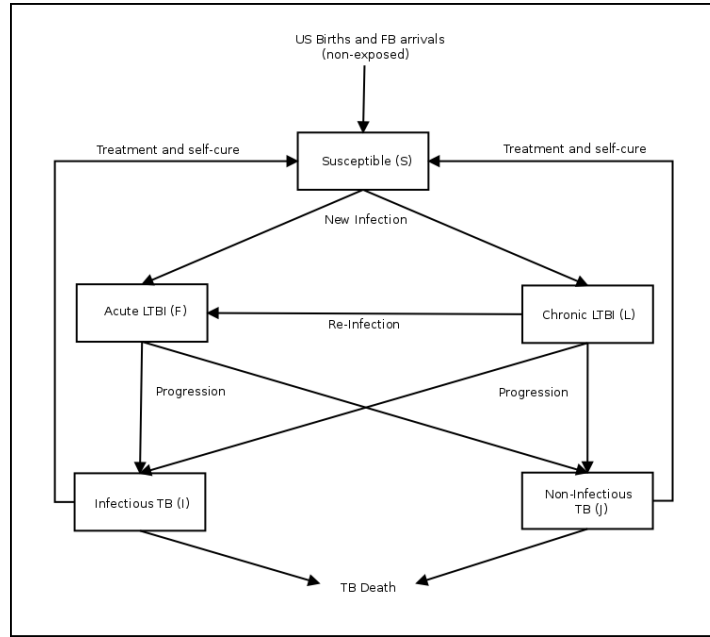 US Births and FB arrivals
(non-exposed)
Treatment and self-cure
Treatment and self-cure
Susceptible (S)
New Infection
Acute LTBI (F)
Chronic LTBI (L)
Re-Infection
Progression
Progression
Infectious TB (I)
Non-Infectious
TB (J)
TB Death